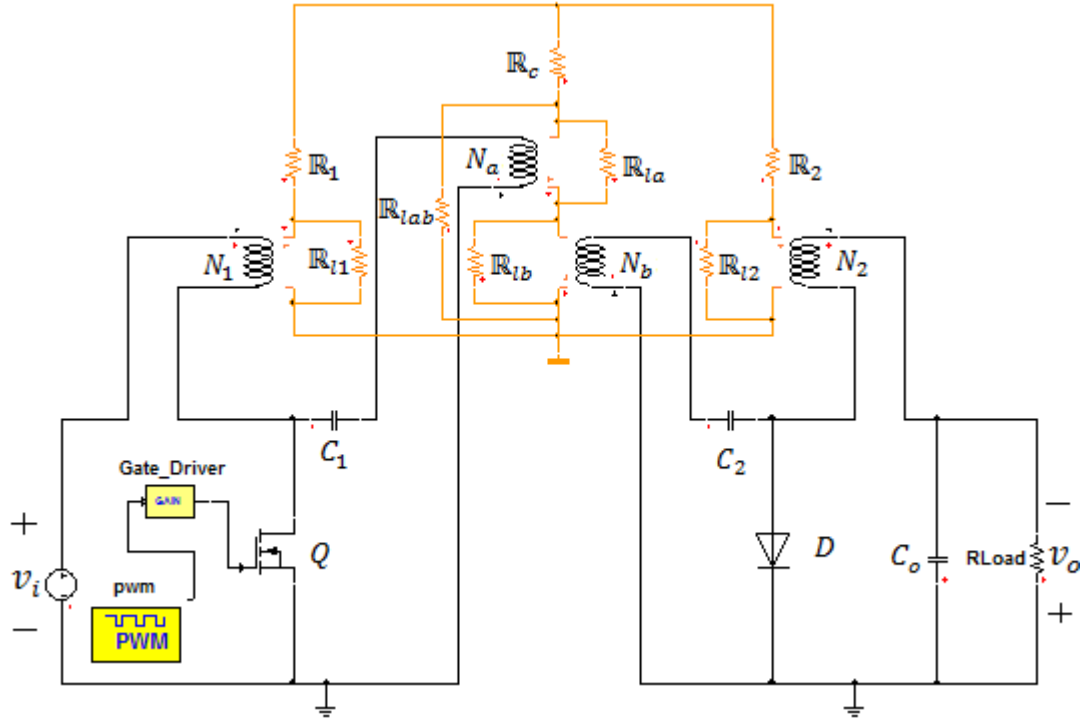 ℝc
Na
ℝla
ℝ1
ℝ2
ℝlab
N1
ℝl1
ℝlb
Nb
ℝl2
N2
C1
C2
Gate_Driver
GAIN
+
Q
D
Co
RLoad
−
vo
+
vi
−
pwm
PWM